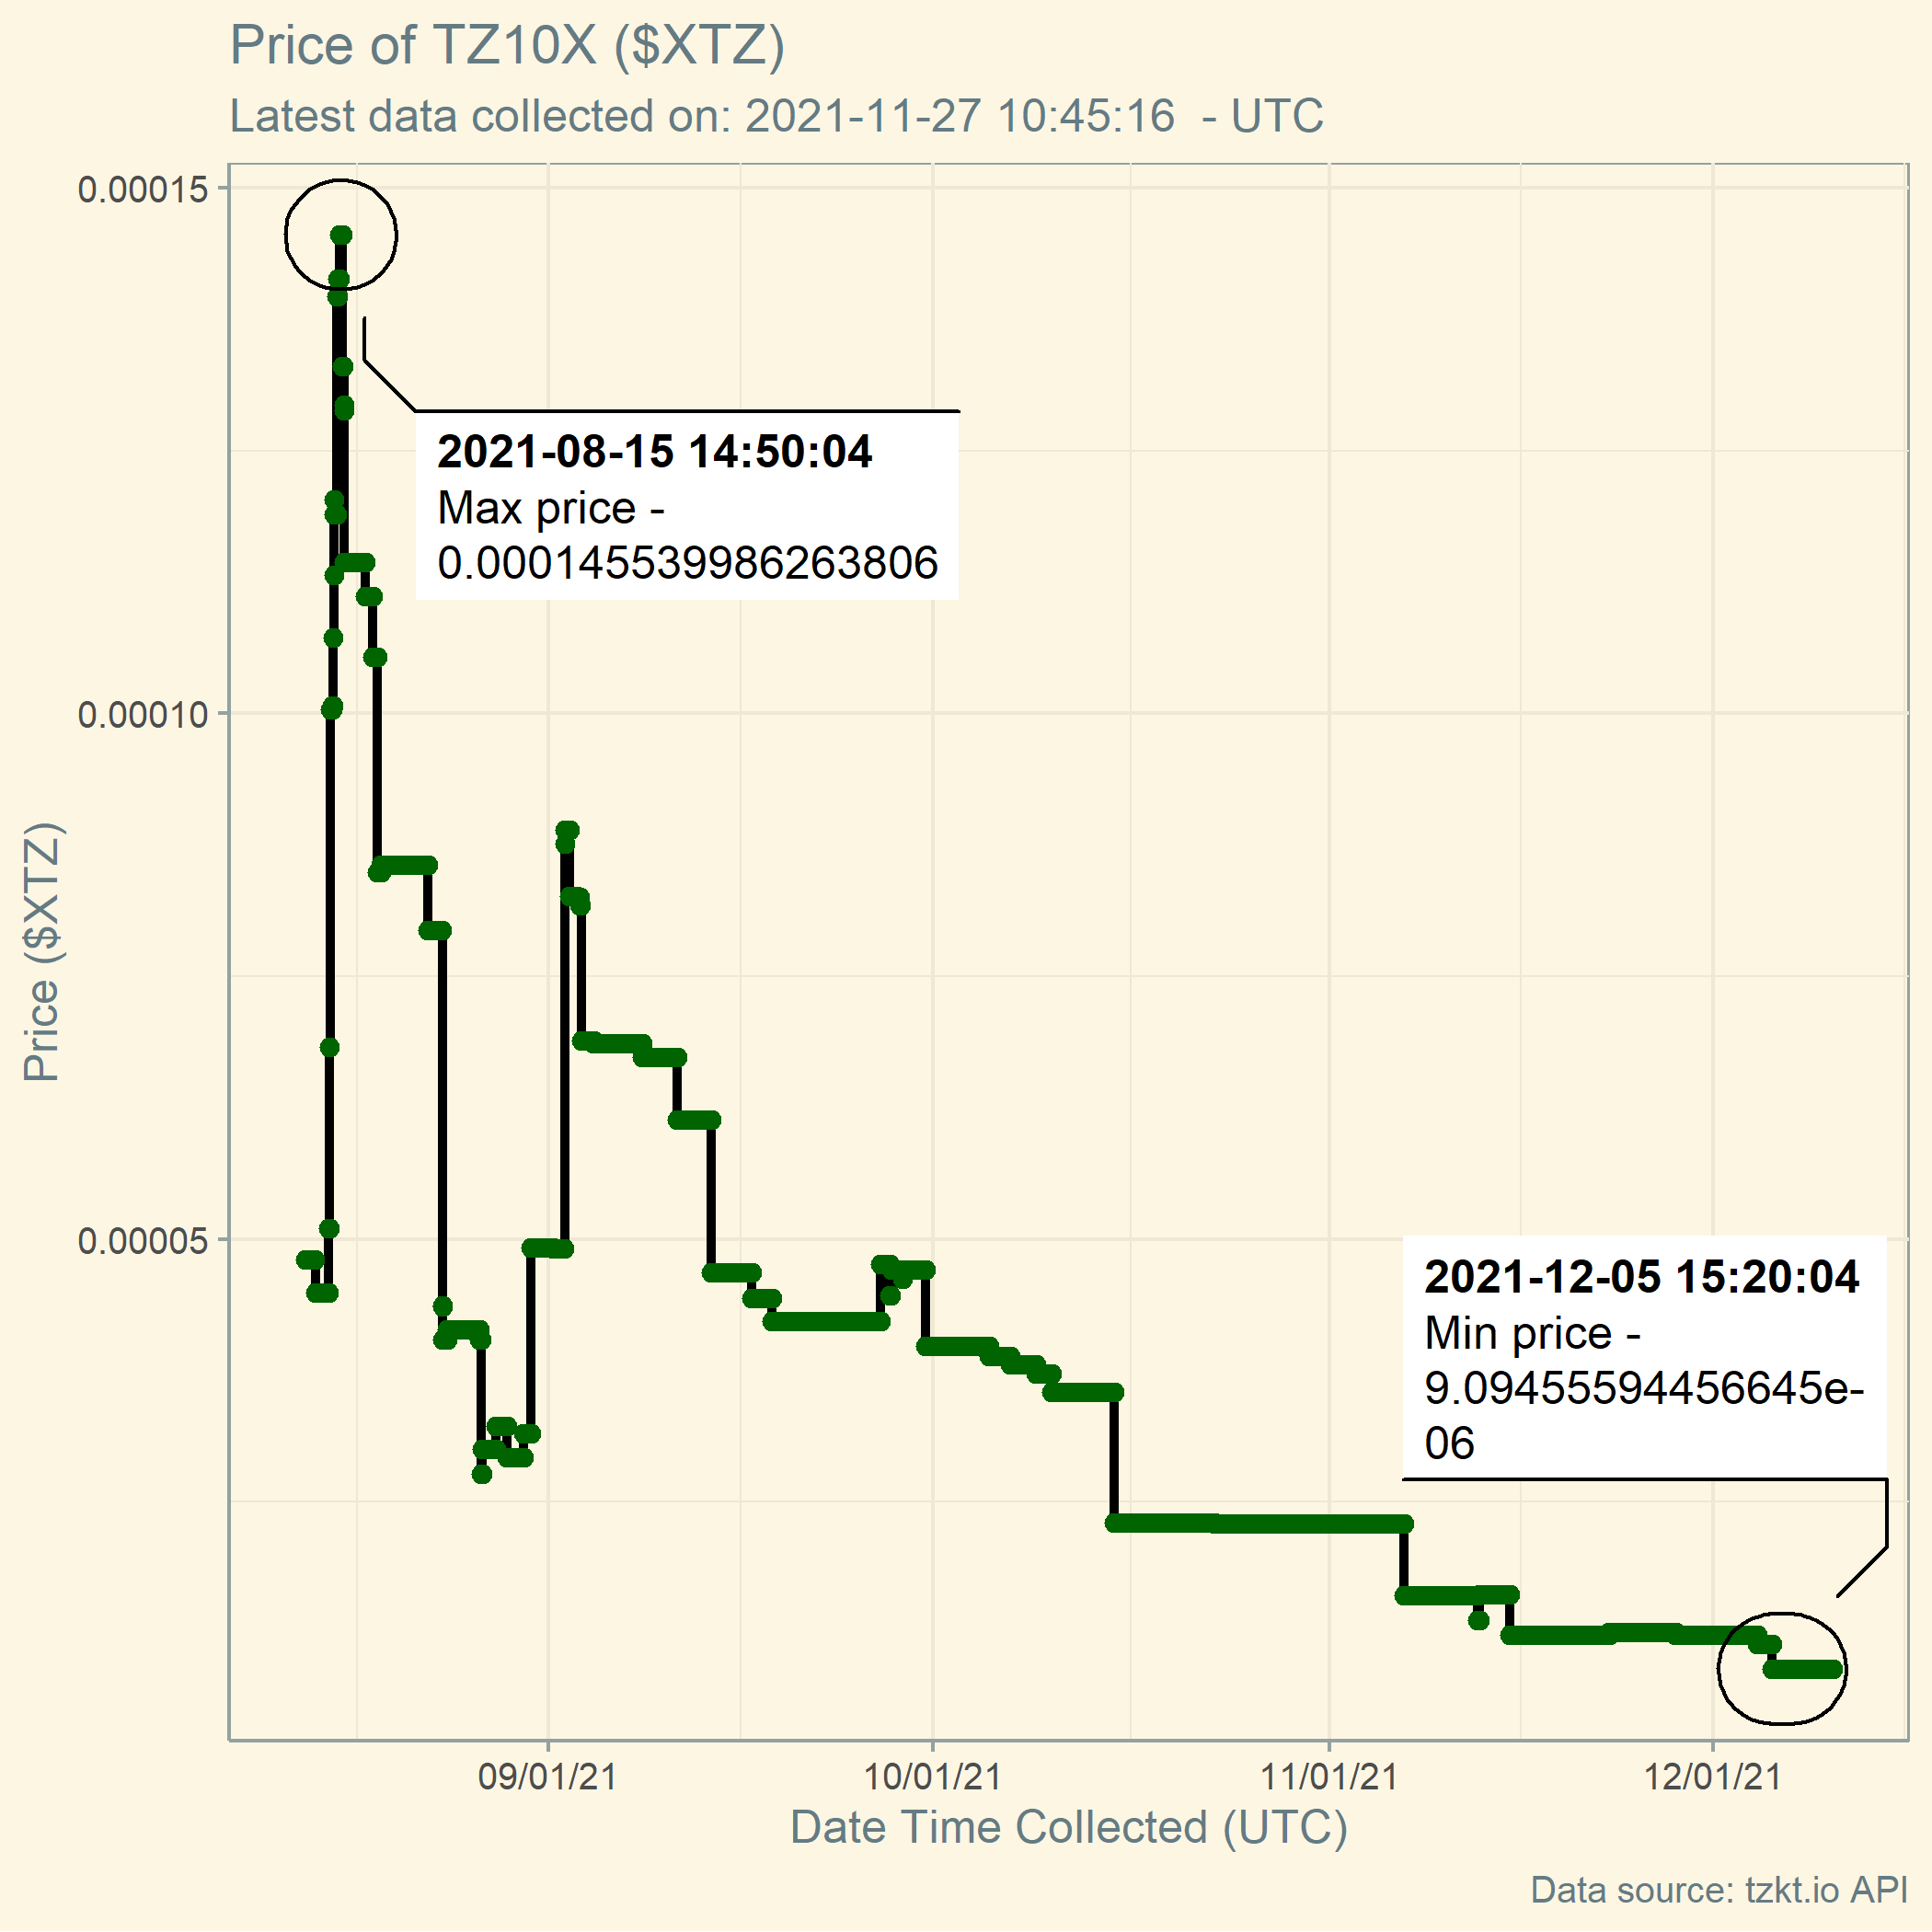 Price of TZ10X ($XTZ)
Latest data collected on: 2021-11-27 10:45:16  - UTC
0.00015
0.00010
0.00005
Price ($XTZ)
2021-08-15 14:50:04
Max price -
0.000145539986263806
2021-12-05 15:20:04
Min price -
9.09455594456645e-
06
09/01/21
10/01/21
11/01/21
12/01/21
Date Time Collected (UTC)
Data source: tzkt.io API